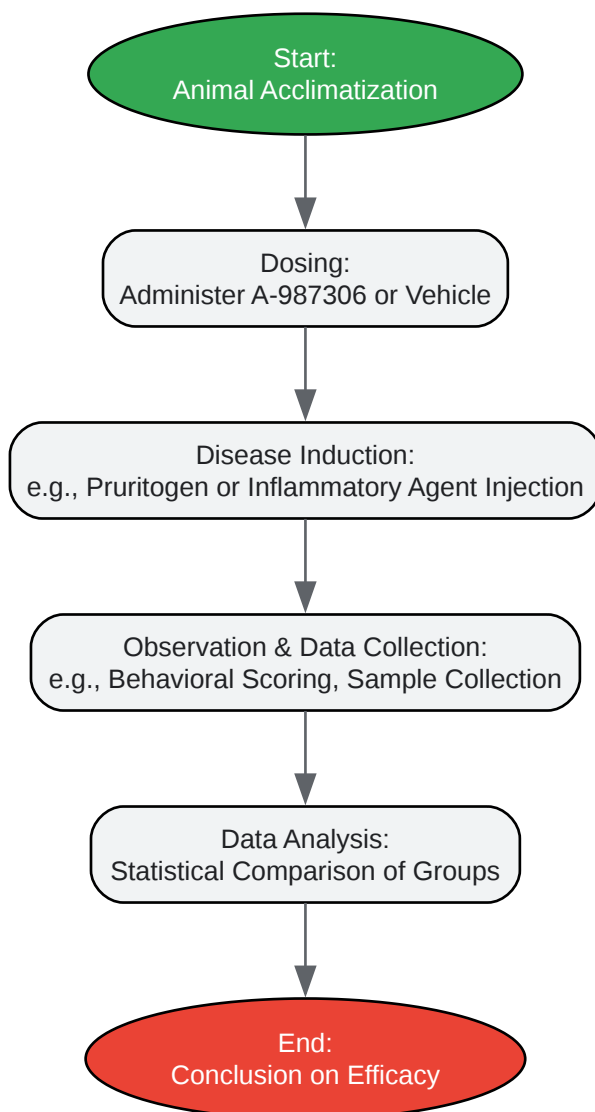 Start:
Animal Acclimatization
Dosing:
Administer A-987306 or Vehicle
Disease Induction:
e.g., Pruritogen or Inflammatory Agent Injection
Observation & Data Collection:
e.g., Behavioral Scoring, Sample Collection
Data Analysis:
Statistical Comparison of Groups
End:
Conclusion on Efficacy